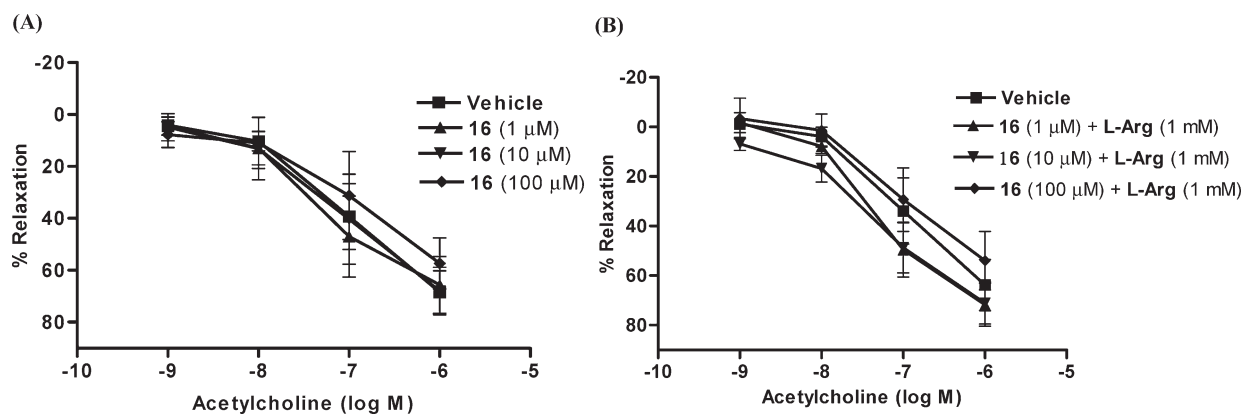 (A)
-20
0
20
40
60
80
% Relaxation
-10
-9
-8
-7
-6
-5
Acetylcholine (log M)
Vehicle
16 (1 μM)
16 (10 μM)
16 (100 μM)
(B)
-20
0
20
40
60
80
% Relaxation
-10
-9
-8
-7
-6
-5
Acetylcholine (log M)
Vehicle
16 (1 μM) + L-Arg (1 mM)
16 (10 μM) + L-Arg (1 mM)
16 (100 μM) + L-Arg (1 mM)